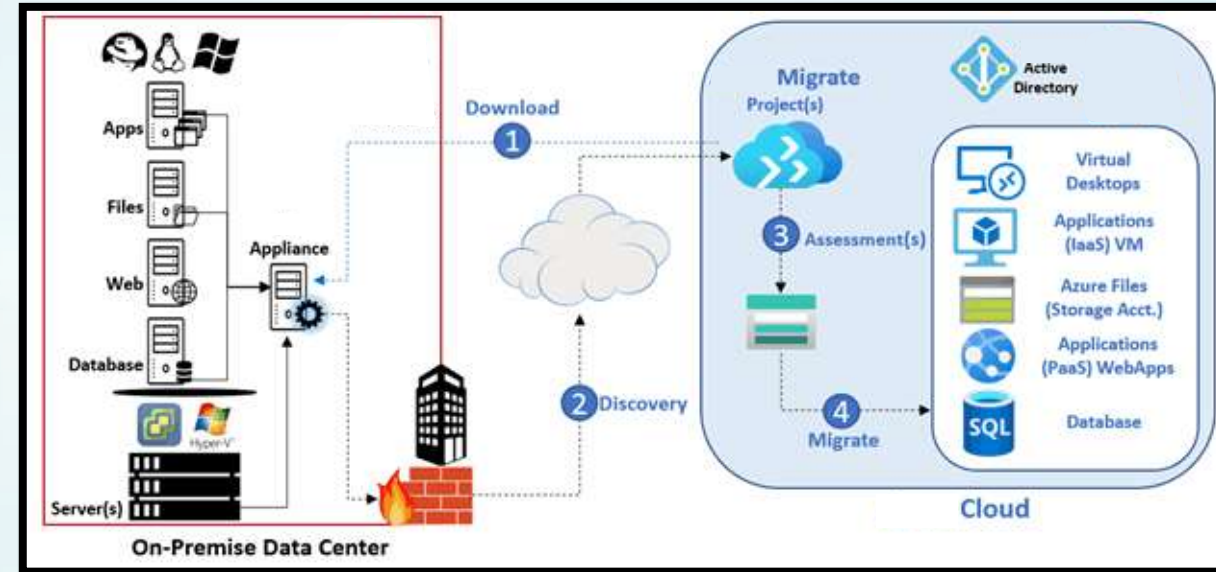 Apps
Files
Web
Database
Appliance
Hyper-V
Server(s)
On-Premise Data Center
Download
1
2
Discovery
Migrate
Project(s)
3
Assessment(s)
4
Migrate
Active
Directory
Virtual
Desktops
Applications
(IaaS) VM
Azure Files
(Storage Acct.)
Applications
(PaaS) WebApps
SQL
Database
Cloud